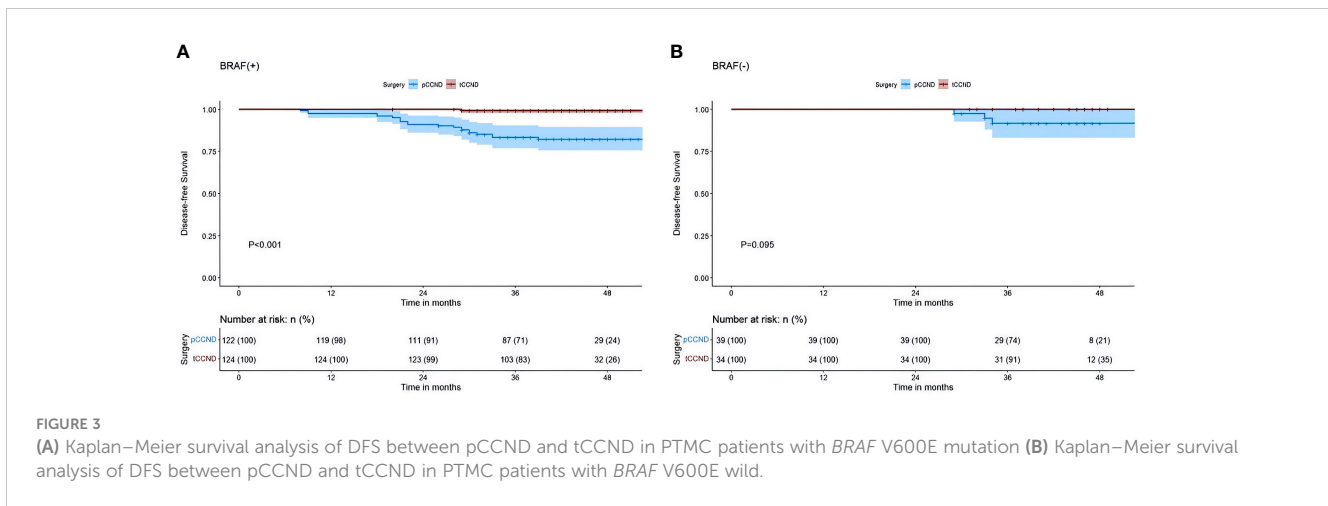 A
BRAF(+)
Surgery pCCND tCCND
1.00
0.75
0.50
0.25
0.00
Disease-free Survival
P<0.001
0 12 24 36 48
Time in months
Number at risk: n (%)
Surgery
pCCND 122 (100) 119 (98) 111 (91) 87 (71) 29 (24)
tCCND 124 (100) 124 (100) 123 (99) 103 (83) 32 (26)
0 12 24 36 48
Time in months
B
BRAF(-)
Surgery pCCND tCCND
1.00
0.75
0.50
0.25
0.00
Disease-free Survival
P=0.095
0 12 24 36 48
Time in months
Number at risk: n (%)
Surgery
pCCND 39 (100) 39 (100) 39 (100) 29 (74) 8 (21)
tCCND 34 (100) 34 (100) 34 (100) 31 (91) 12 (35)
0 12 24 36 48
Time in months
FIGURE 3
(A) Kaplan–Meier survival analysis of DFS between pCCND and tCCND in PTMC patients with BRAF V600E mutation (B) Kaplan–Meier survival
analysis of DFS between pCCND and tCCND in PTMC patients with BRAF V600E wild.